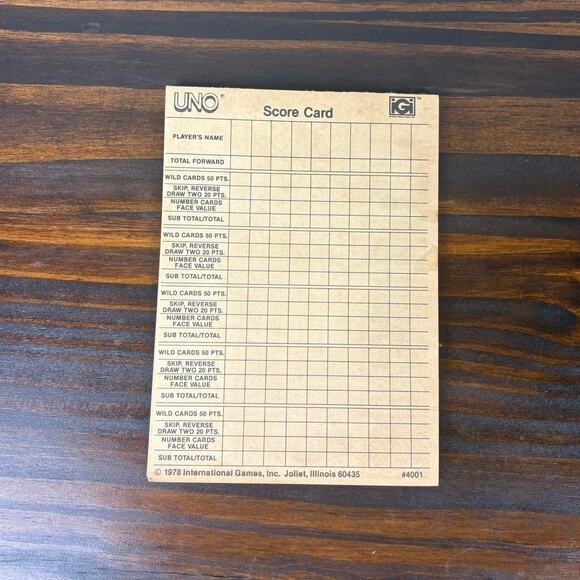 UNO®
Score Card
iGi™
PLAYER'S NAME
TOTAL FORWARD
WILD CARDS 50 PTS.
SKIP, REVERSE
DRAW TWO 20 PTS.
NUMBER CARDS
FACE VALUE
SUB TOTAL/TOTAL
WILD CARDS 50 PTS.
SKIP, REVERSE
DRAW TWO 20 PTS.
NUMBER CARDS
FACE VALUE
SUB TOTAL/TOTAL
WILD CARDS 50 PTS.
SKIP, REVERSE
DRAW TWO 20 PTS.
NUMBER CARDS
FACE VALUE
SUB TOTAL/TOTAL
WILD CARDS 50 PTS.
SKIP, REVERSE
DRAW TWO 20 PTS.
NUMBER CARDS
FACE VALUE
SUB TOTAL/TOTAL
WILD CARDS 50 PTS.
SKIP, REVERSE
DRAW TWO 20 PTS.
NUMBER CARDS
FACE VALUE
SUB TOTAL/TOTAL
© 1978 International Games, Inc. Joliet, Illinois 60435 #4001